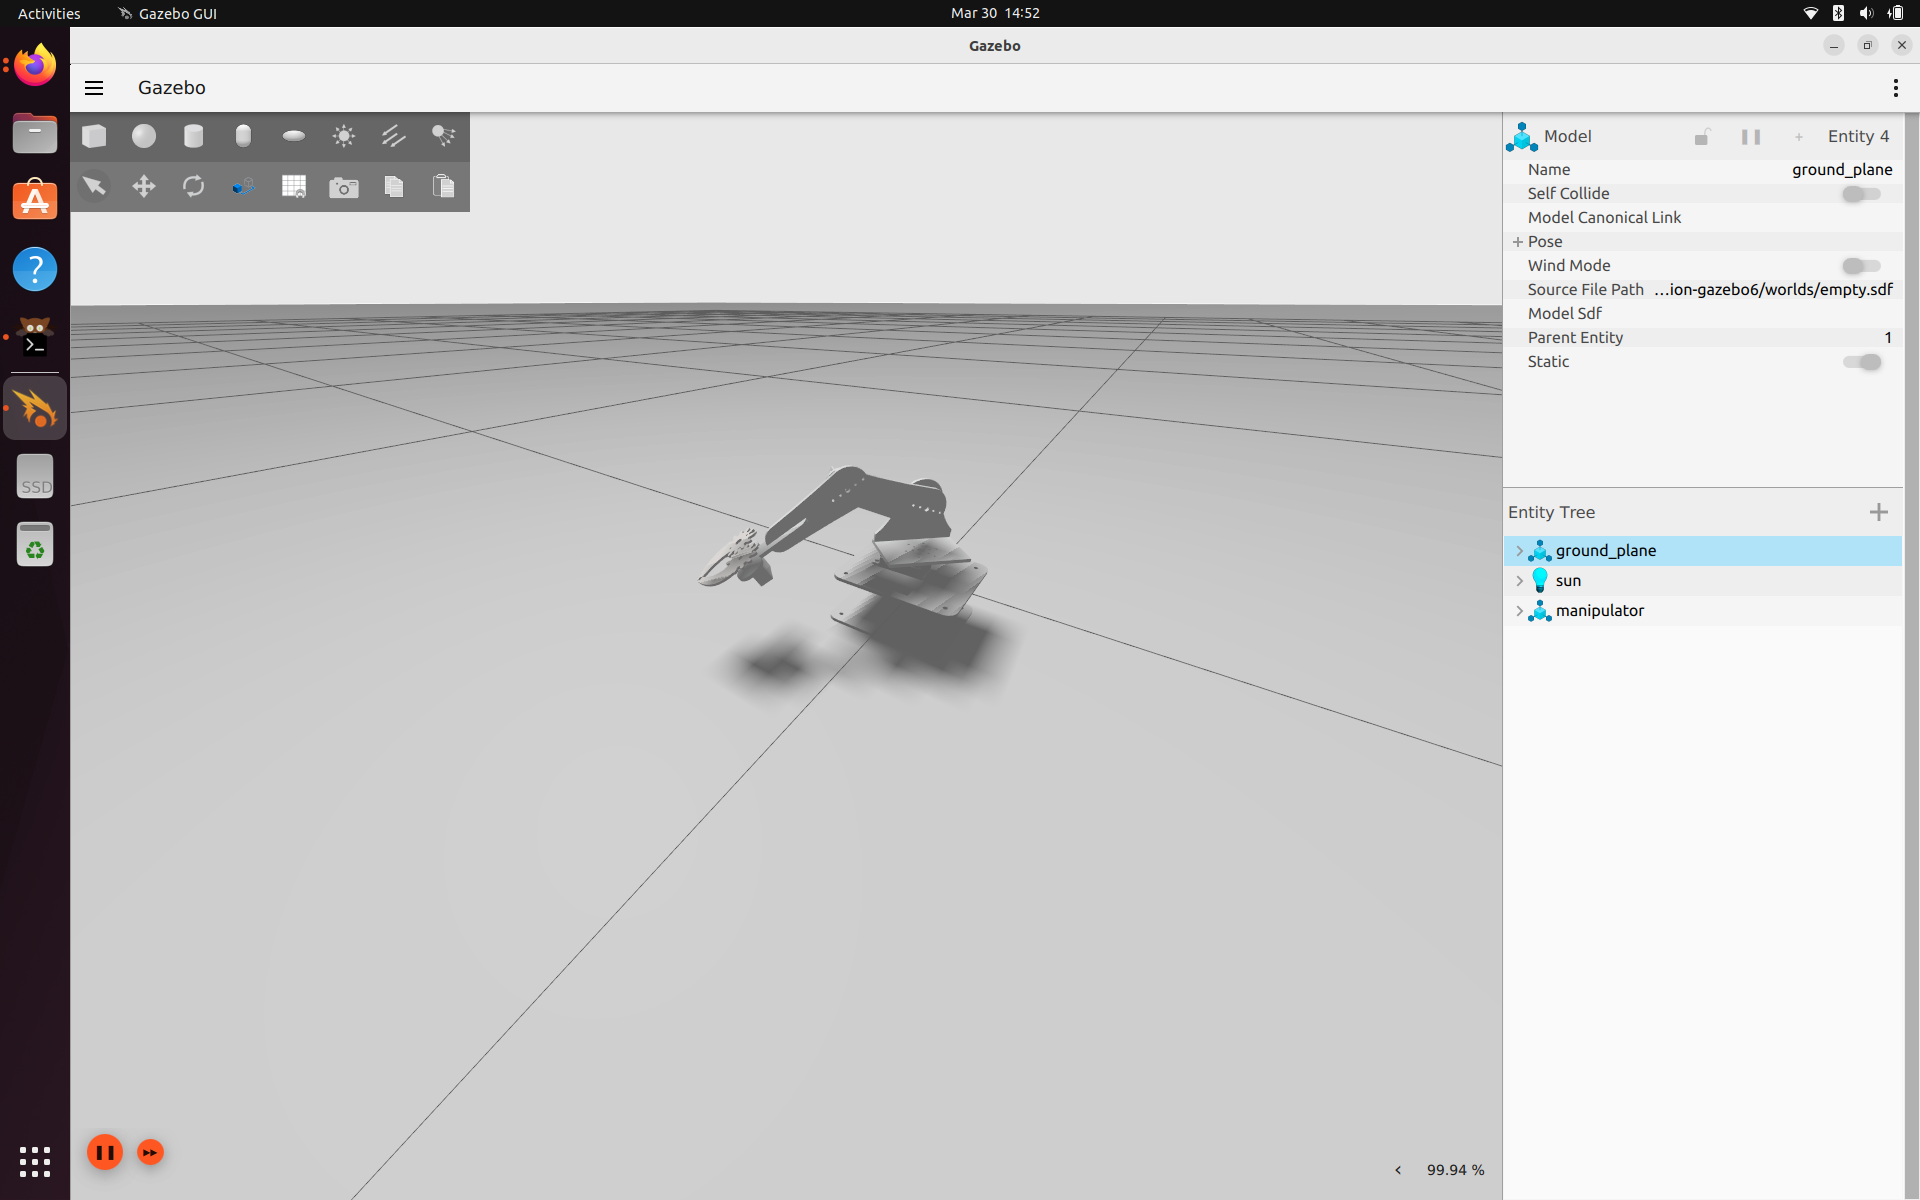 Activities Gazebo GUI Mar 30 14:52
Gazebo
Gazebo
Model Entity 4
Name ground_plane
Self Collide
Model Canonical Link
Pose
Wind Mode
Source File Path ...ion-gazebo6/worlds/empty.sdf
Model Sdf
Parent Entity 1
Static
Entity Tree
ground_plane
sun
manipulator
SSD
99.94 %